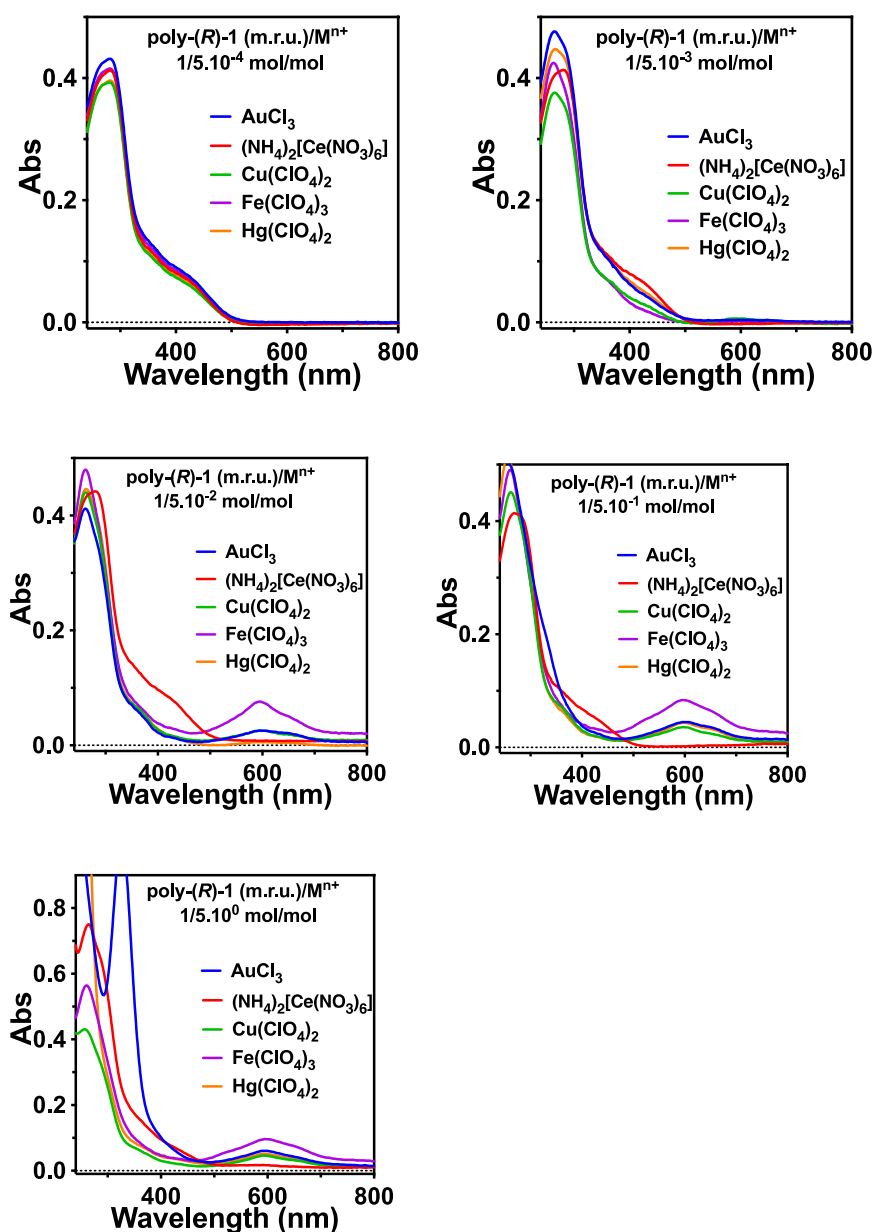 poly-(R)-1 (m.r.u.)/Mⁿ⁺
1/5.10⁻⁴ mol/mol
AuCl₃
(NH₄)₂[Ce(NO₃)₆]
Cu(ClO₄)₂
Fe(ClO₄)₃
Hg(ClO₄)₂
Abs
0.4
0.2
0.0
400 600 800
Wavelength (nm)
poly-(R)-1 (m.r.u.)/Mⁿ⁺
1/5.10⁻³ mol/mol
AuCl₃
(NH₄)₂[Ce(NO₃)₆]
Cu(ClO₄)₂
Fe(ClO₄)₃
Hg(ClO₄)₂
Abs
0.4
0.2
0.0
400 600 800
Wavelength (nm)
poly-(R)-1 (m.r.u.)/Mⁿ⁺
1/5.10⁻² mol/mol
AuCl₃
(NH₄)₂[Ce(NO₃)₆]
Cu(ClO₄)₂
Fe(ClO₄)₃
Hg(ClO₄)₂
Abs
0.4
0.2
0.0
400 600 800
Wavelength (nm)
poly-(R)-1 (m.r.u.)/Mⁿ⁺
1/5.10⁻¹ mol/mol
AuCl₃
(NH₄)₂[Ce(NO₃)₆]
Cu(ClO₄)₂
Fe(ClO₄)₃
Hg(ClO₄)₂
Abs
0.4
0.2
0.0
400 600 800
Wavelength (nm)
poly-(R)-1 (m.r.u.)/Mⁿ⁺
1/5.10⁰ mol/mol
AuCl₃
(NH₄)₂[Ce(NO₃)₆]
Cu(ClO₄)₂
Fe(ClO₄)₃
Hg(ClO₄)₂
Abs
0.8
0.6
0.4
0.2
0.0
400 600 800
Wavelength (nm)